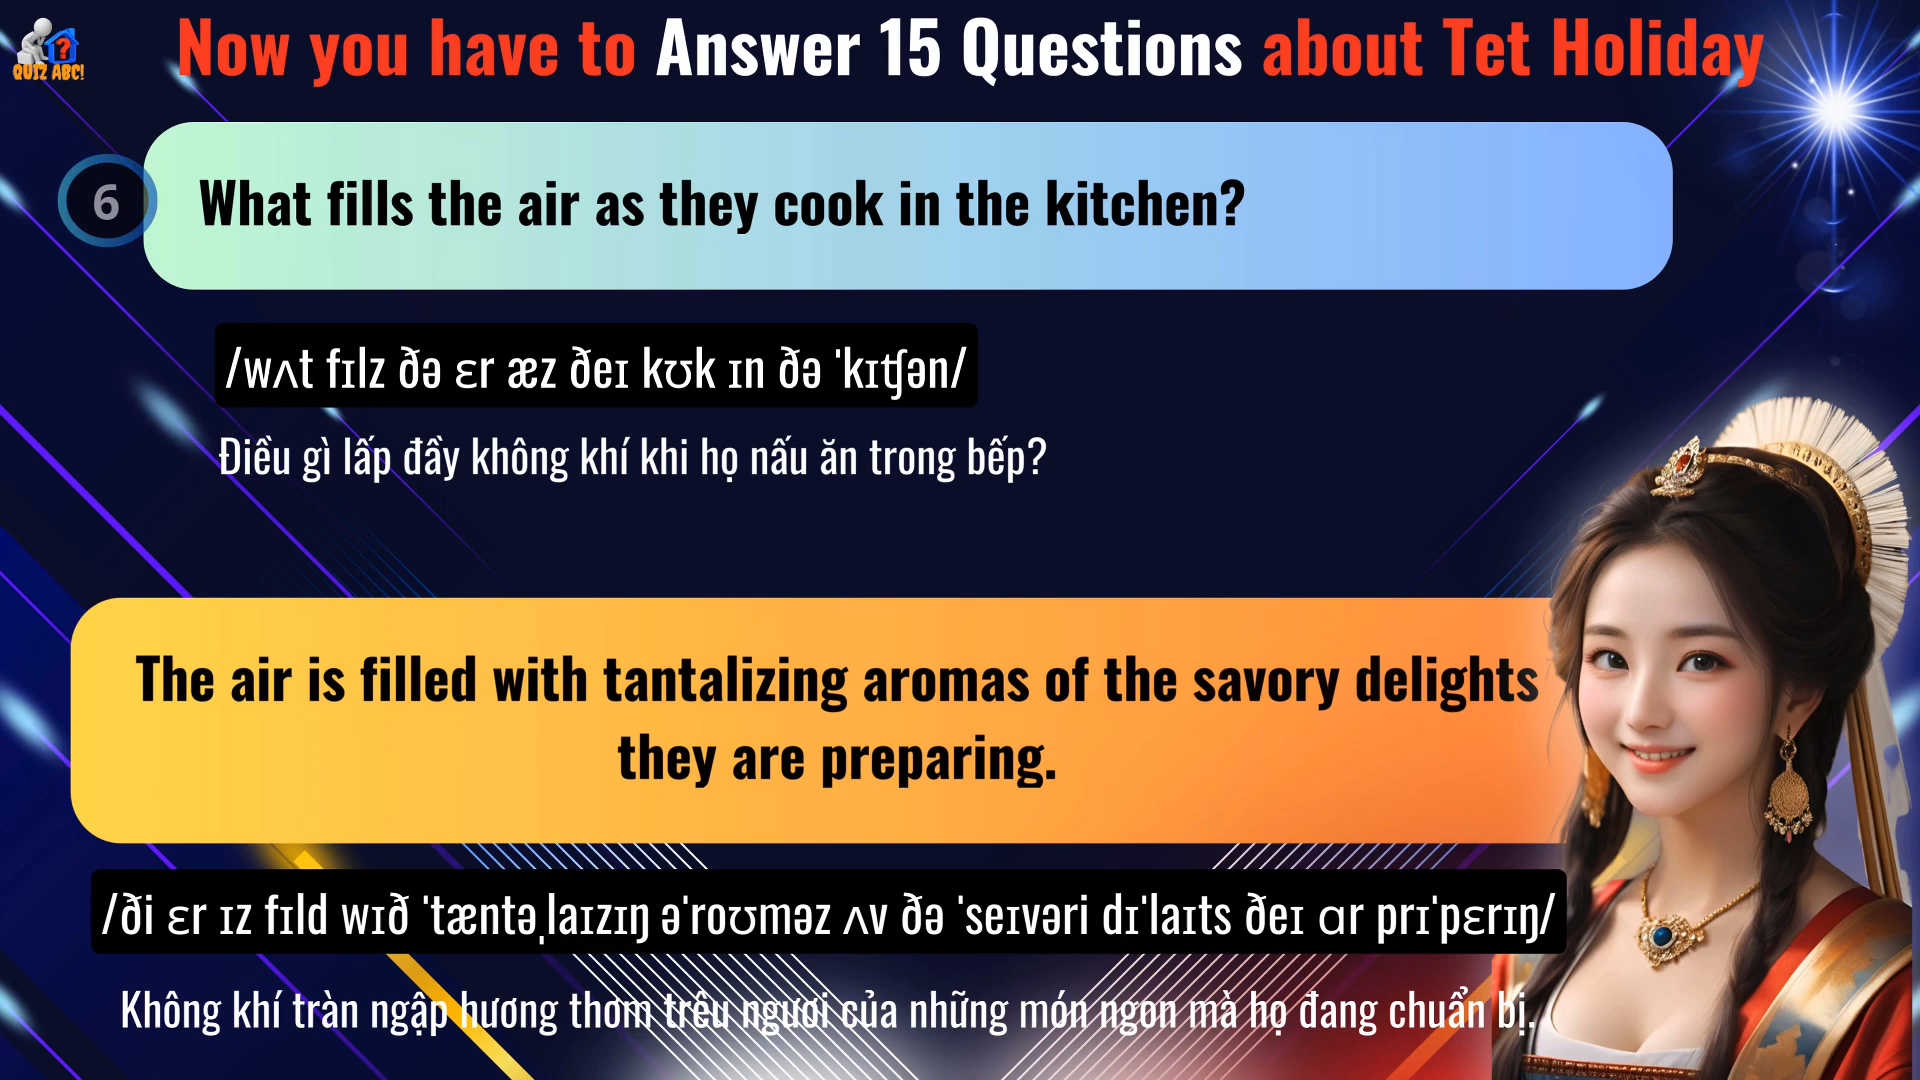 QUIZ ABC!
Now you have to Answer 15 Questions about Tet Holiday
6
What fills the air as they cook in the kitchen?
/wʌt fɪlz ðə ɛr æz ðeɪ kʊk ɪn ðə ˈkɪʧən/
Điều gì lấp đầy không khí khi họ nấu ăn trong bếp?
The air is filled with tantalizing aromas of the savory delights
they are preparing.
/ði ɛr ɪz fɪld wɪð ˈtæntəˌlaɪzɪŋ əˈroʊməz ʌv ðə ˈseɪvəri dɪˈlaɪts ðeɪ ɑr prɪˈpɛrɪŋ/
Không khí tràn ngập hương thơm trêu ngươi của những món ngon mà họ đang chuẩn bị.